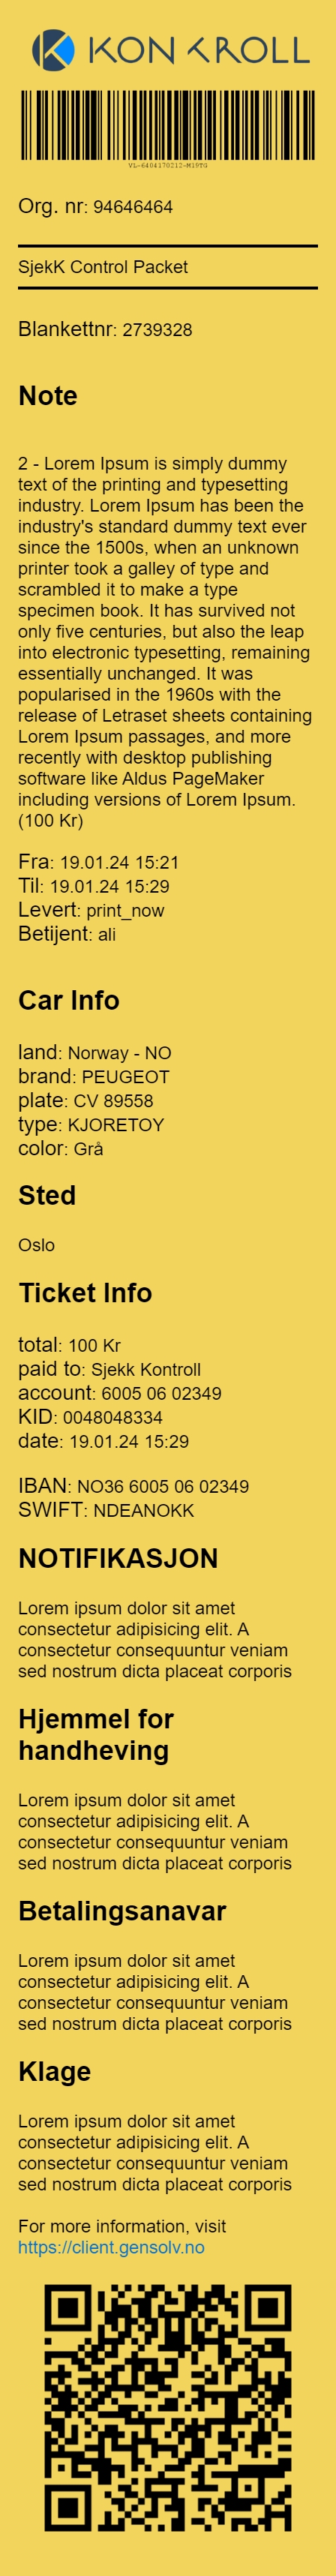 KONTROLL
VL-6404170212-M19TG
Org. nr: 94646464
SjekK Control Packet
Blankettnr: 2739328
Note
2 - Lorem Ipsum is simply dummy
text of the printing and typesetting
industry. Lorem Ipsum has been the
industry's standard dummy text ever
since the 1500s, when an unknown
printer took a galley of type and
scrambled it to make a type
specimen book. It has survived not
only five centuries, but also the leap
into electronic typesetting, remaining
essentially unchanged. It was
popularised in the 1960s with the
release of Letraset sheets containing
Lorem Ipsum passages, and more
recently with desktop publishing
software like Aldus PageMaker
including versions of Lorem Ipsum.
(100 Kr)
Fra: 19.01.24 15:21
Til: 19.01.24 15:29
Levert: print_now
Betijent: ali
Car Info
land: Norway - NO
brand: PEUGEOT
plate: CV 89558
type: KJORETOY
color: Grå
Sted
Oslo
Ticket Info
total: 100 Kr
paid to: Sjekk Kontroll
account: 6005 06 02349
KID: 0048048334
date: 19.01.24 15:29
IBAN: NO36 6005 06 02349
SWIFT: NDEANOKK
NOTIFIKASJON
Lorem ipsum dolor sit amet
consectetur adipisicing elit. A
consectetur consequuntur veniam
sed nostrum dicta placeat corporis
Hjemmel for
handheving
Lorem ipsum dolor sit amet
consectetur adipisicing elit. A
consectetur consequuntur veniam
sed nostrum dicta placeat corporis
Betalingsanavar
Lorem ipsum dolor sit amet
consectetur adipisicing elit. A
consectetur consequuntur veniam
sed nostrum dicta placeat corporis
Klage
Lorem ipsum dolor sit amet
consectetur adipisicing elit. A
consectetur consequuntur veniam
sed nostrum dicta placeat corporis
For more information, visit
https://client.gensolv.no